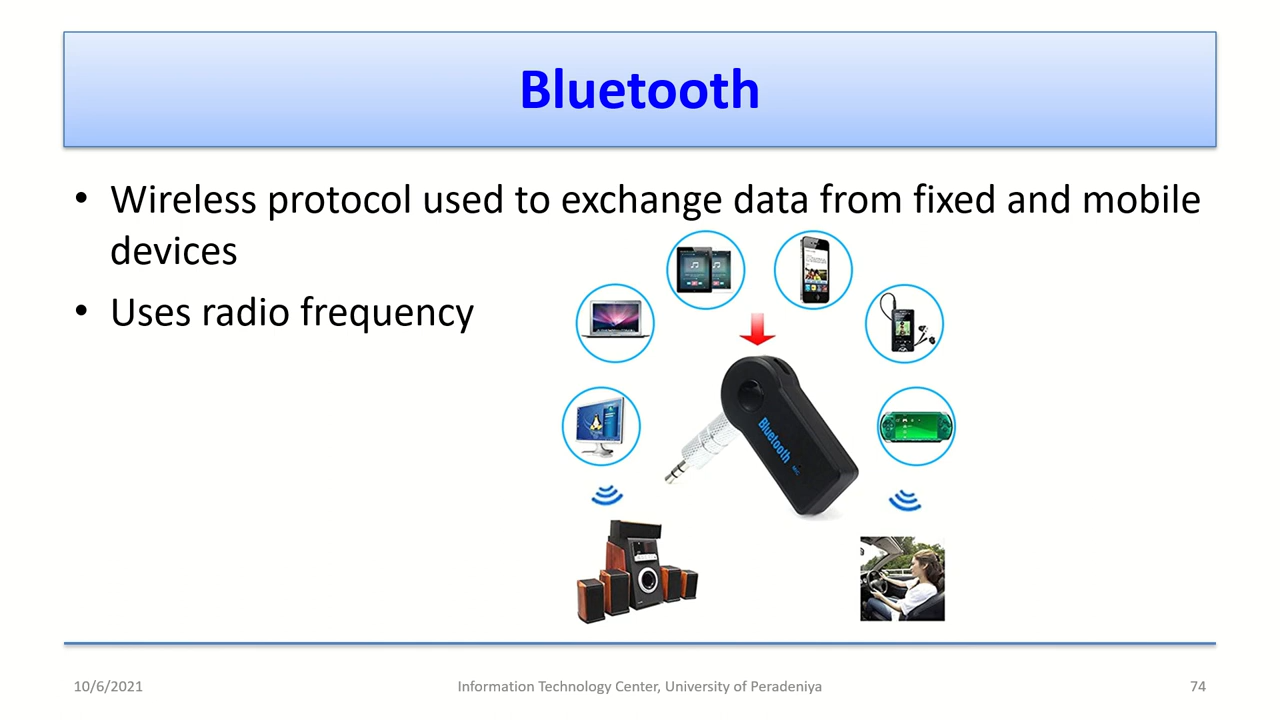 Bluetooth
• Wireless protocol used to exchange data from fixed and mobile
devices
• Uses radio frequency
Bluetooth
MIC
10/6/2021
Information Technology Center, University of Peradeniya
74